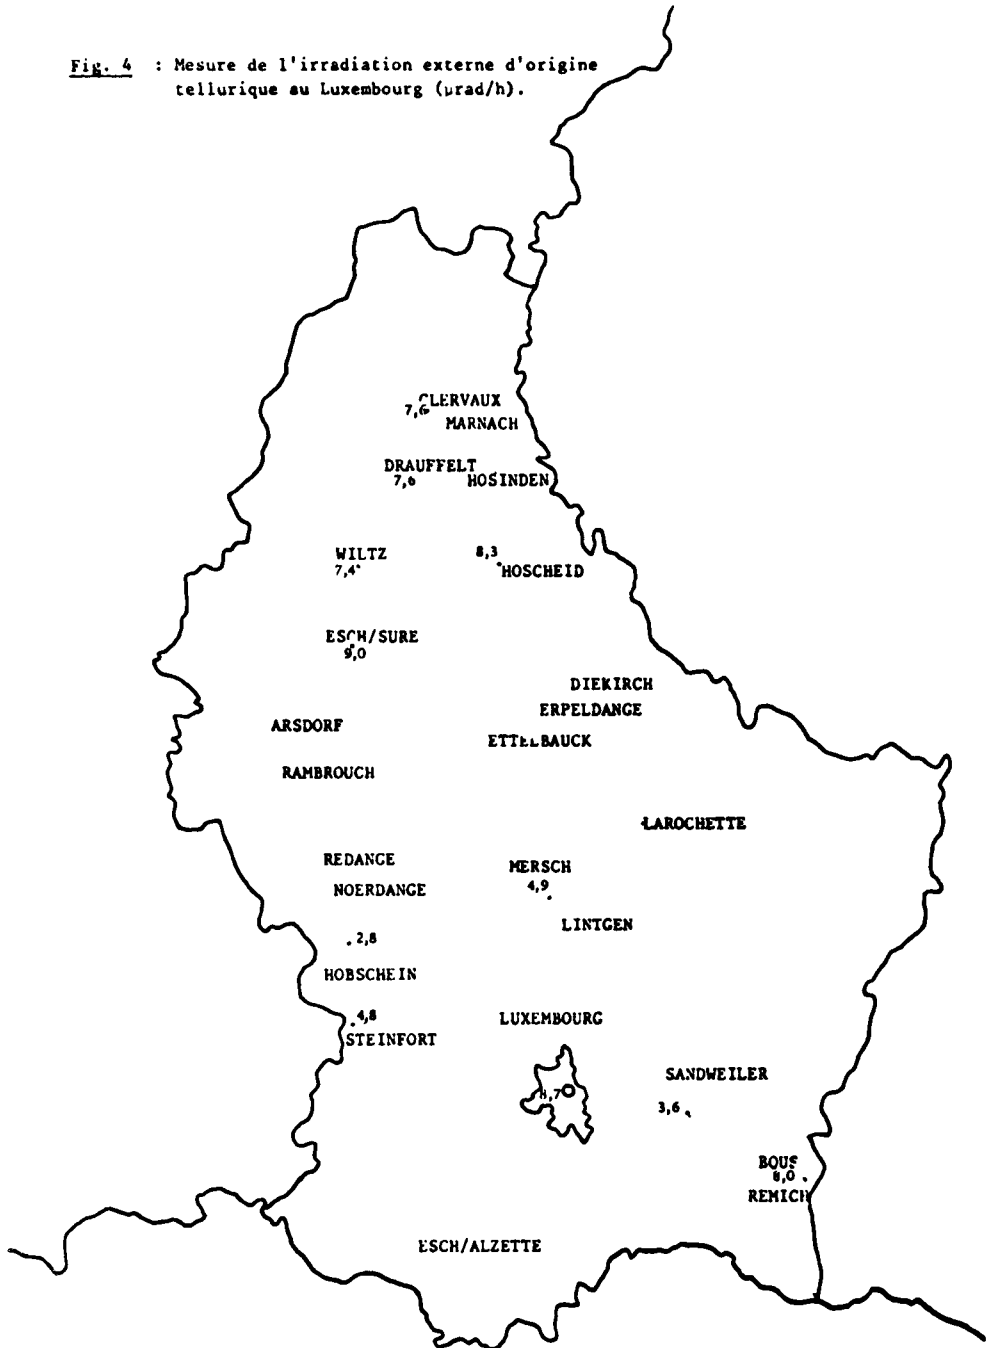 Fig. 4 : Mesure de l'irradiation externe d'origine
tellurique au Luxembourg (μrad/h).
CLERVAUX
7,6
MARNACH
DRAUFFELT
7,6
HOSINDEN
WILTZ
7,4
8,3
HOSCHEID
ESCH/SURE
9,0
DIEKIRCH
ERPELDANGE
ARSDORF
ETTELBAUCK
RAMBROUCH
LAROCHETTE
REDANGE
MERSCH
4,9
NOERDANGE
LINTGEN
2,8
HOBSCHEIN
4,8
STEINFORT
LUXEMBOURG
SANDWEILER
3,6
BOUS
8,0
REMICH
ESCH/ALZETTE